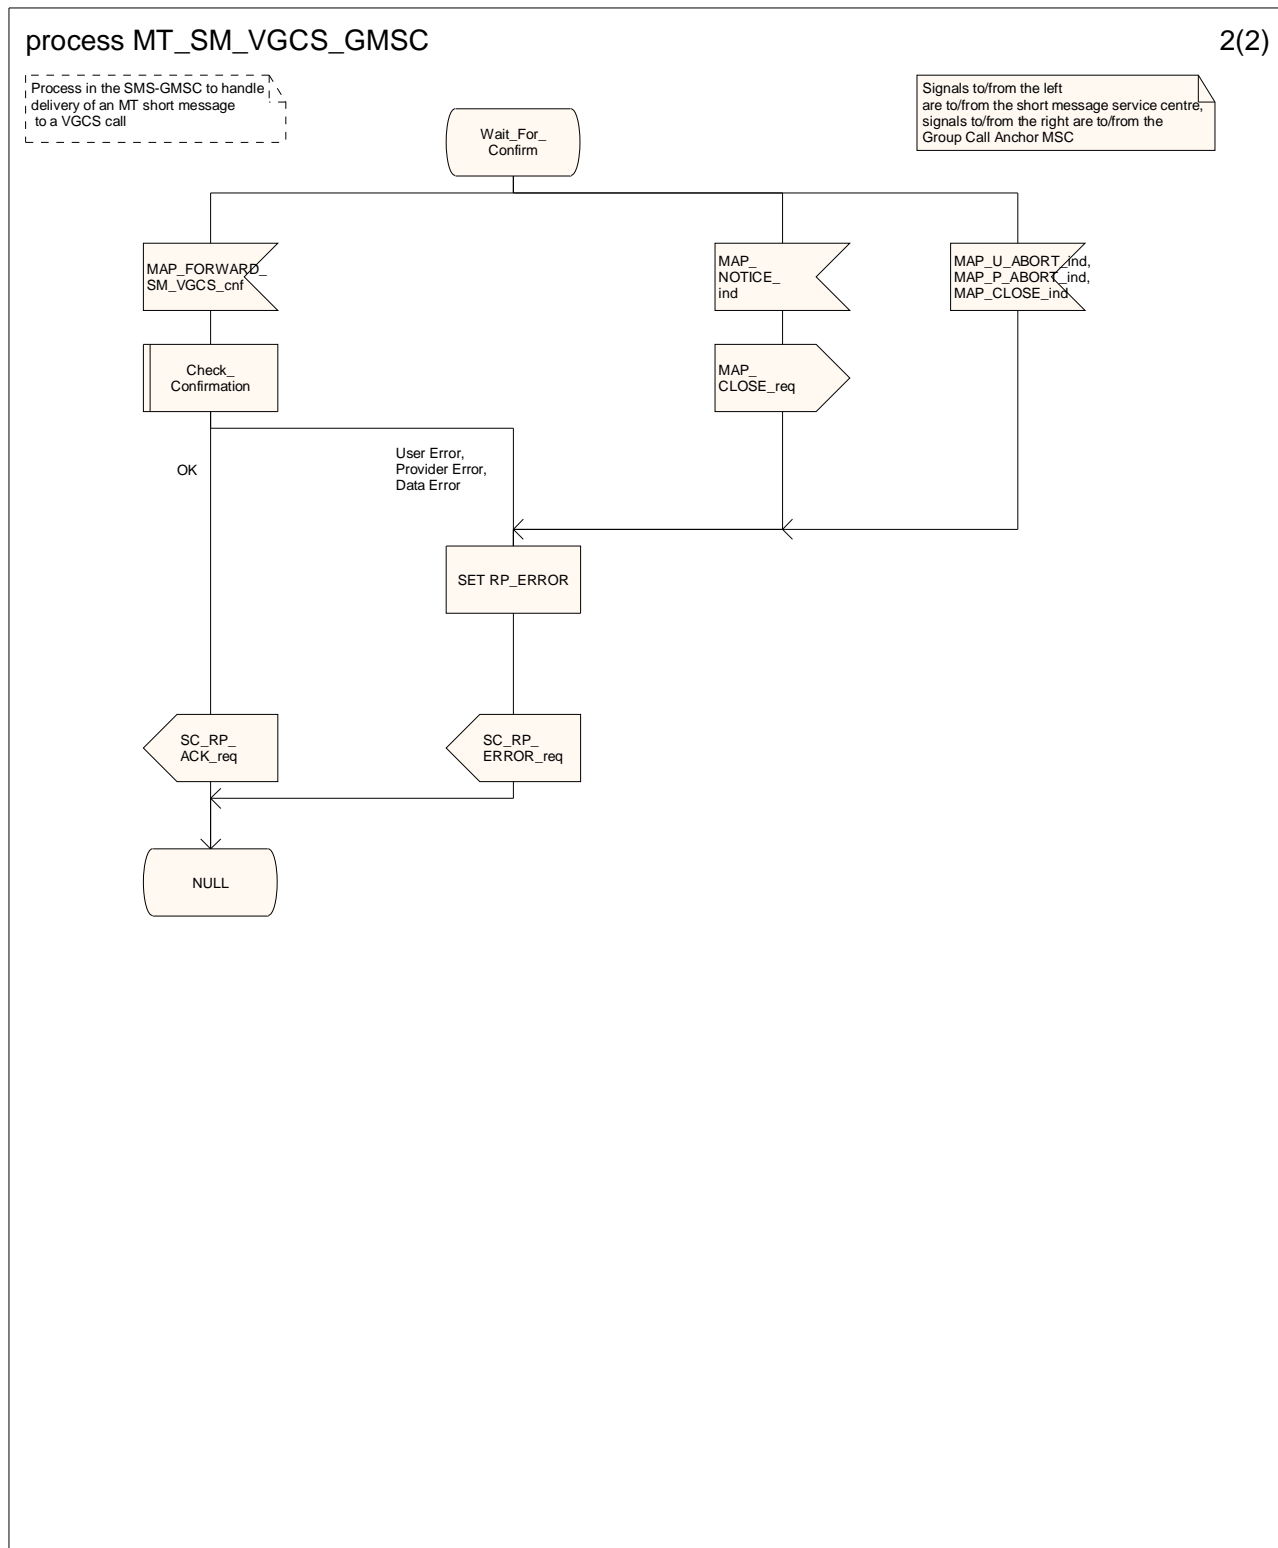 process MT_SM_VGCS_GMSC
2(2)
Process in the SMS-GMSC to handle
delivery of an MT short message
to a VGCS call
Signals to/from the left
are to/from the short message service centre,
signals to/from the right are to/from the
Group Call Anchor MSC
Wait_For_
Confirm
MAP_FORWARD_
SM_VGCS_cnf
MAP_
NOTICE_
ind
MAP_U_ABORT_ind,
MAP_P_ABORT_ind,
MAP_CLOSE_ind
Check_
Confirmation
MAP_
CLOSE_req
OK
User Error,
Provider Error,
Data Error
SET RP_ERROR
SC_RP_
ACK_req
SC_RP_
ERROR_req
NULL